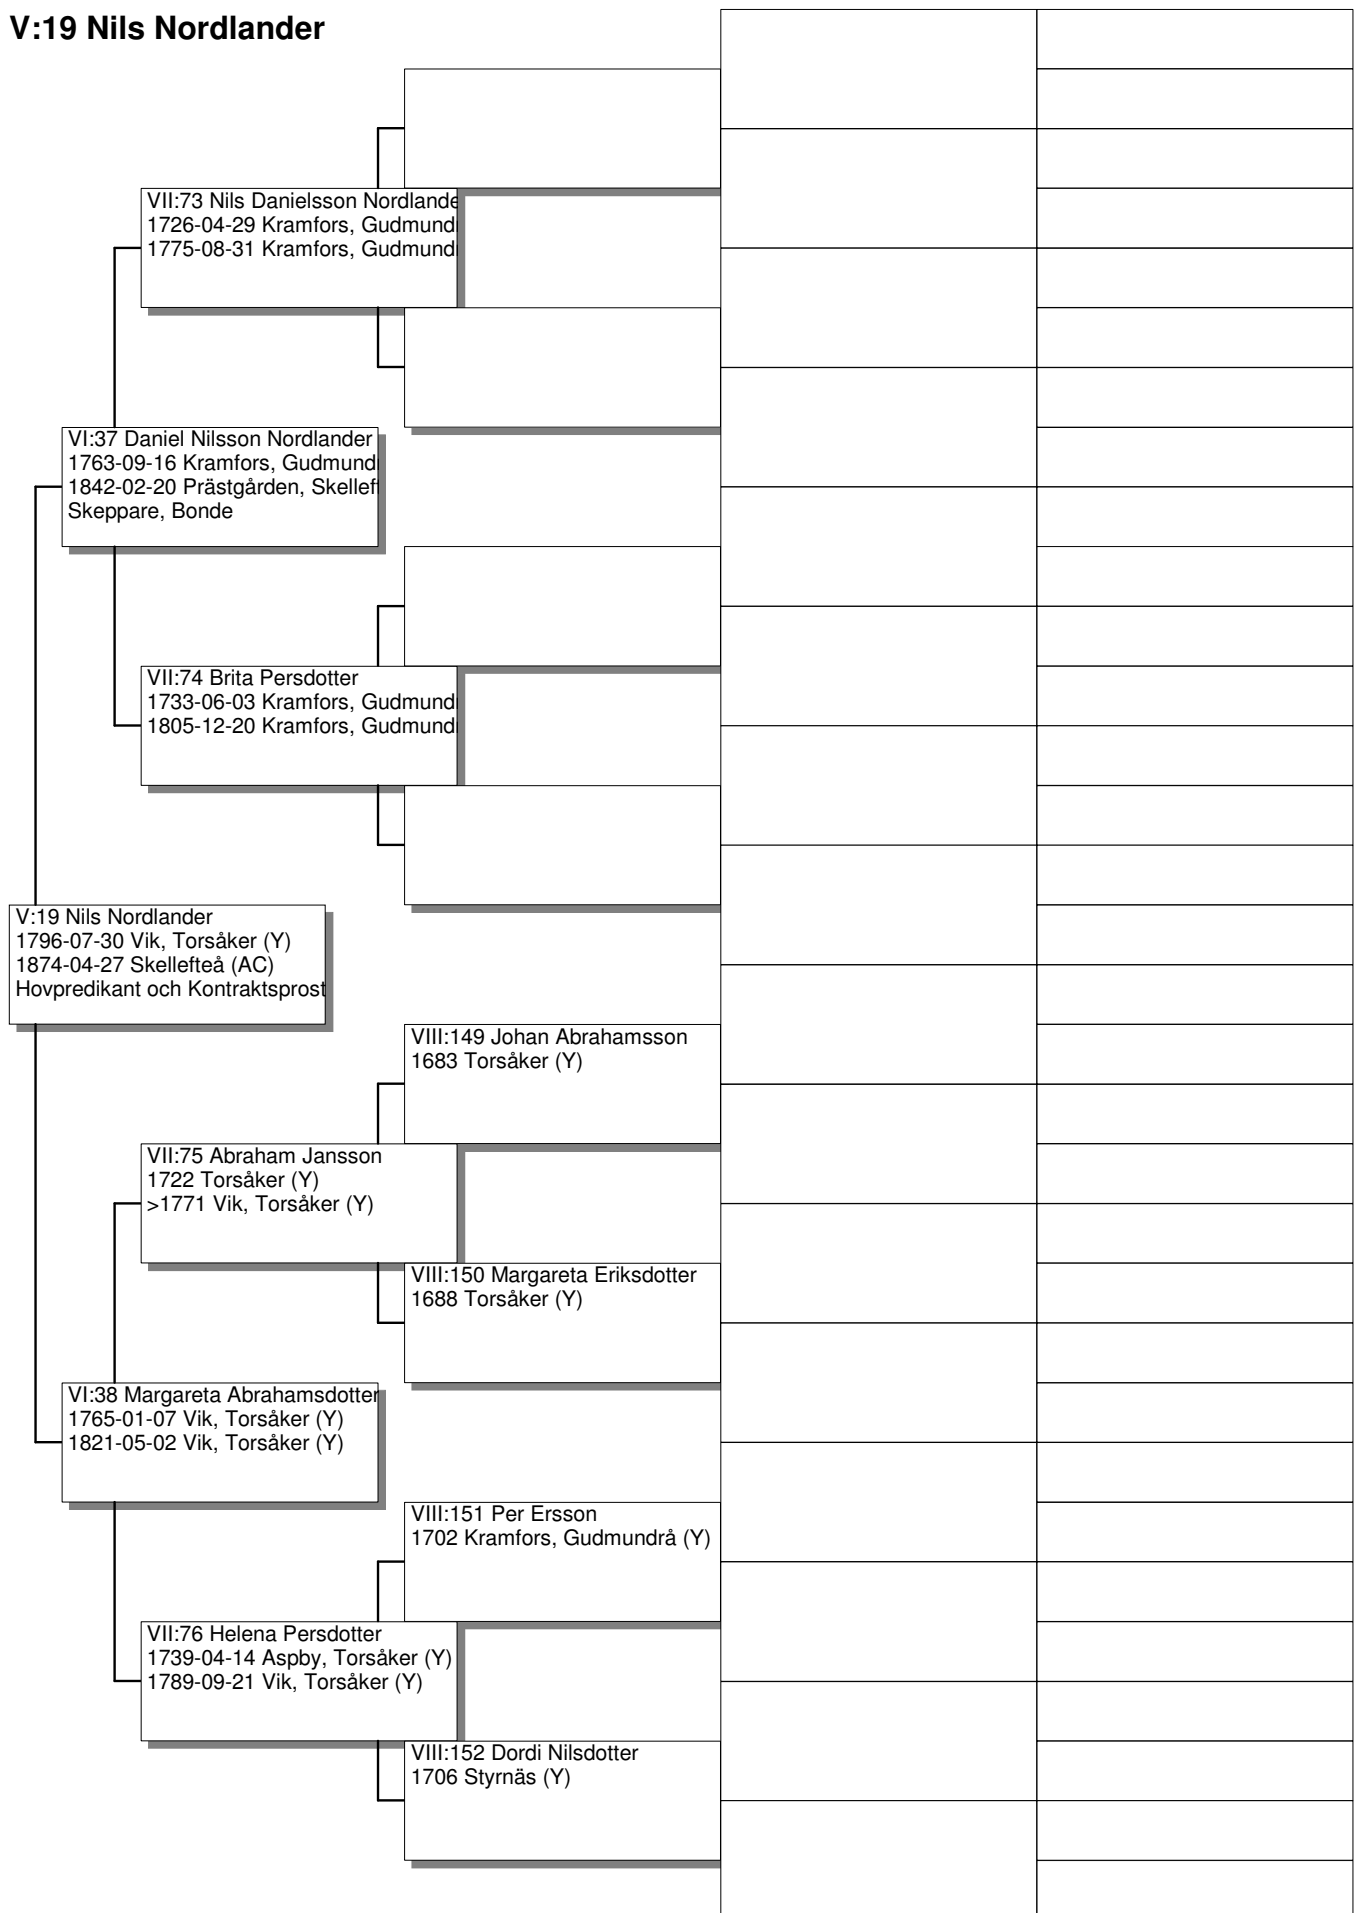 V:19 Nils Nordlander
VII:73 Nils Danielsson Nordlande
1726-04-29 Kramfors, Gudmund
1775-08-31 Kramfors, Gudmund
VI:37 Daniel Nilsson Nordlander
1763-09-16 Kramfors, Gudmund
1842-02-20 Prästgården, Skellef
Skeppare, Bonde
VII:74 Brita Persdotter
1733-06-03 Kramfors, Gudmund
1805-12-20 Kramfors, Gudmund
V:19 Nils Nordlander
1796-07-30 Vik, Torsåker (Y)
1874-04-27 Skellefteå (AC)
Hovpredikant och Kontraktsprost
VIII:149 Johan Abrahamsson
1683 Torsåker (Y)
VII:75 Abraham Jansson
1722 Torsåker (Y)
>1771 Vik, Torsåker (Y)
VIII:150 Margareta Eriksdotter
1688 Torsåker (Y)
VI:38 Margareta Abrahamsdotter
1765-01-07 Vik, Torsåker (Y)
1821-05-02 Vik, Torsåker (Y)
VIII:151 Per Ersson
1702 Kramfors, Gudmundrå (Y)
VII:76 Helena Persdotter
1739-04-14 Aspby, Torsåker (Y)
1789-09-21 Vik, Torsåker (Y)
VIII:152 Dordi Nilsdotter
1706 Styrnäs (Y)